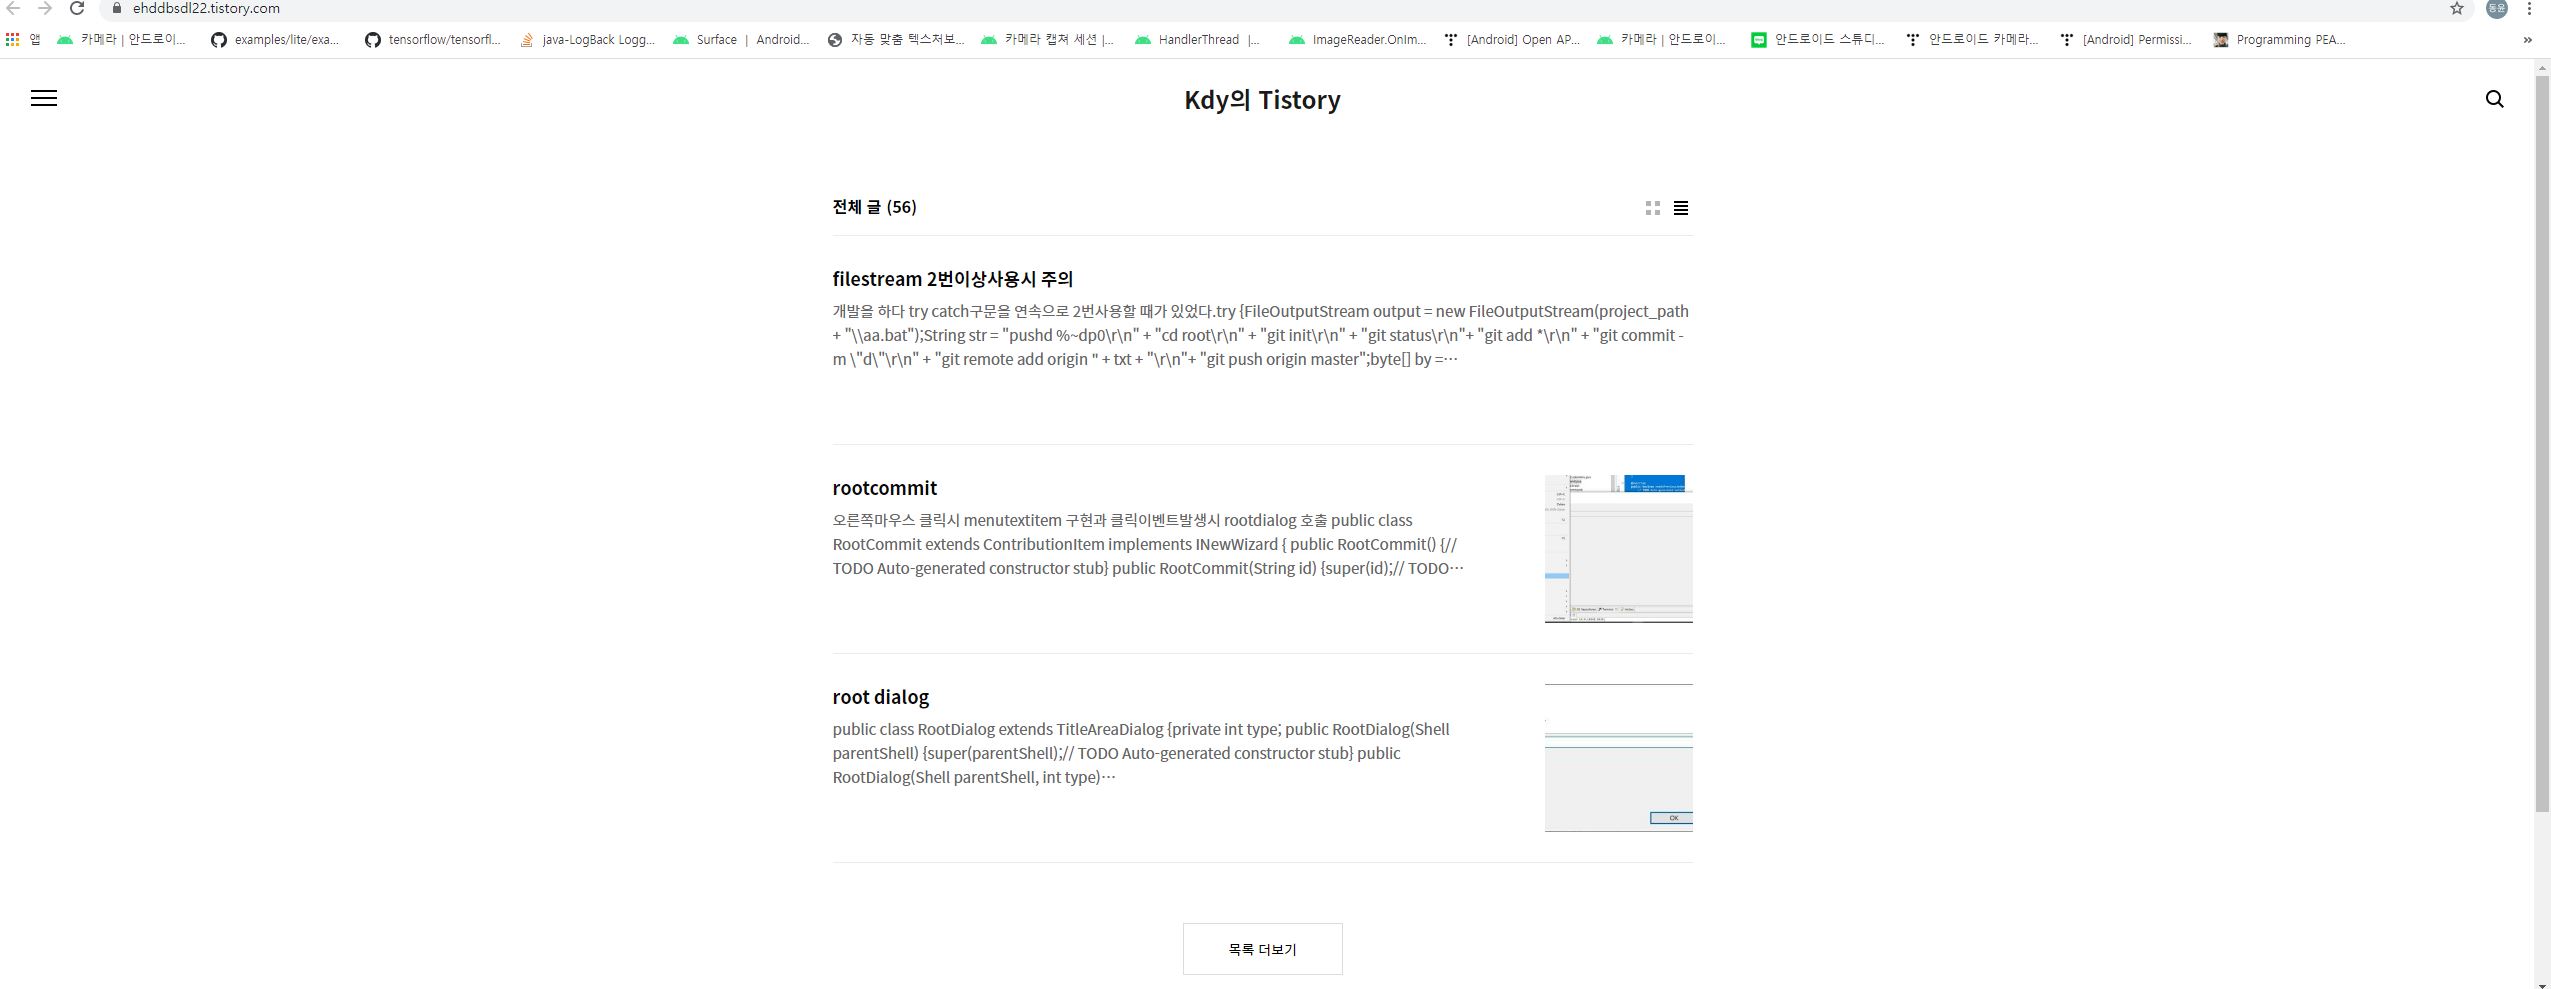 ehddbsdl22.tistory.com
동윤
앱 카메라 | 안드로이... examples/lite/exa... tensorflow/tensorfl... java-LogBack Logg... Surface | Android... 자동 맞춤 텍스처보... 카메라 캡쳐 세션 |... HandlerThread |... ImageReader.OnIm... [Android] Open AP... 카메라 | 안드로이... 안드로이드 스튜디... 안드로이드 카메라... [Android] Permissi... Programming PEA... »
Kdy의 Tistory
전체 글 (56)
filestream 2번이상사용시 주의
개발을 하다 try catch구문을 연속으로 2번사용할 때가 있었다.try {FileOutputStream output = new FileOutputStream(project_path
+ "\\aa.bat");String str = "pushd %~dp0\r\n" + "cd root\r\n" + "git init\r\n" + "git status\r\n"+ "git add *\r\n" + "git commit -
m \"d\"\r\n" + "git remote add origin " + txt + "\r\n"+ "git push origin master";byte[] by =…
rootcommit
오른쪽마우스 클릭시 menutextitem 구현과 클릭이벤트발생시 rootdialog 호출 public class
RootCommit extends ContributionItem implements INewWizard { public RootCommit() {//
TODO Auto-generated constructor stub} public RootCommit(String id) {super(id);// TODO…
root dialog
public class RootDialog extends TitleAreaDialog {private int type; public RootDialog(Shell
parentShell) {super(parentShell);// TODO Auto-generated constructor stub} public
RootDialog(Shell parentShell, int type)…
OK
목록 더보기